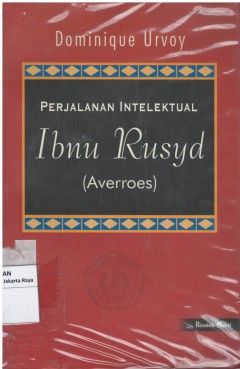 Dominique Urvoy
PERJALANAN INTELEKTUAL
Ibnu Rusyd
(Averroes)
AN
Jakarta Raya